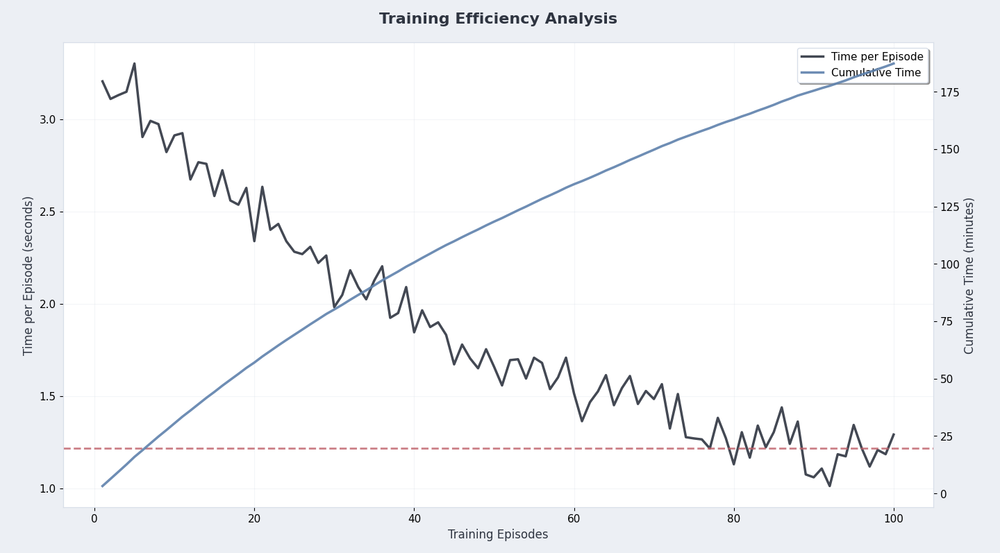 Training Efficiency Analysis
Time per Episode
Cumulative Time
Time per Episode (seconds)
3.0
2.5
2.0
1.5
1.0
175
150
125
100
75
50
25
0
Cumulative Time (minutes)
0 20 40 60 80 100
Training Episodes